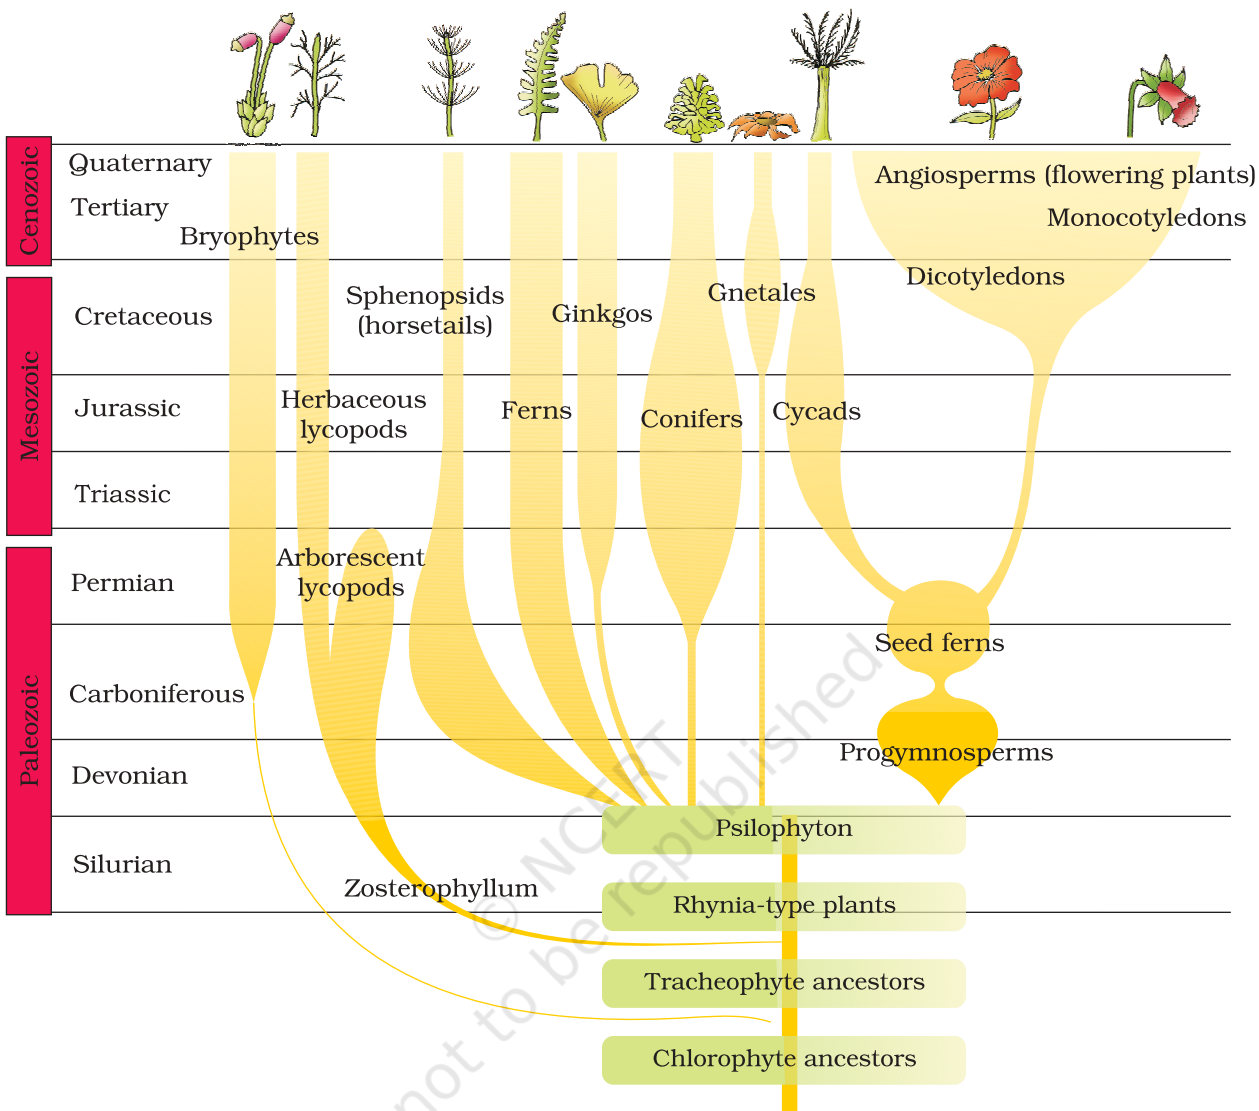 Cenozoic
Quaternary
Tertiary
Bryophytes
Angiosperms (flowering plants)
Monocotyledons
Dicotyledons
Mesozoic
Cretaceous
Sphenopsids
(horsetails)
Ginkgos
Gnetales
Jurassic
Herbaceous
lycopods
Ferns
Conifers
Cycads
Triassic
Paleozoic
Permian
Arborescent
lycopods
Seed ferns
Carboniferous
Progymnosperms
Devonian
Psilophyton
Silurian
Zosterophyllum
Rhynia-type plants
Tracheophyte ancestors
Chlorophyte ancestors
© NCERT
not to be republished